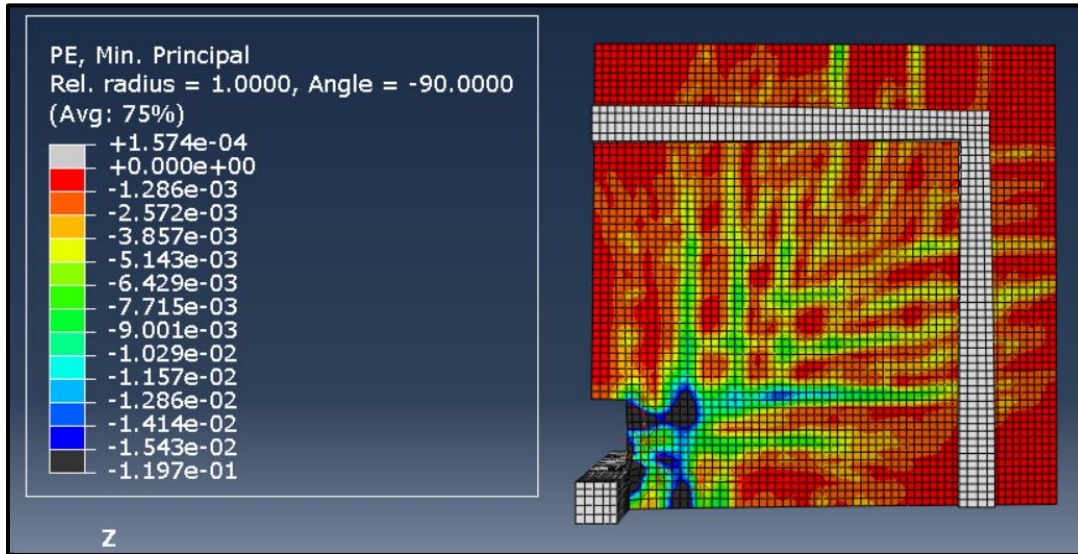 PE, Min. Principal
Rel. radius = 1.0000, Angle = -90.0000
(Avg: 75%)
+1.574e-04
+0.000e+00
-1.286e-03
-2.572e-03
-3.857e-03
-5.143e-03
-6.429e-03
-7.715e-03
-9.001e-03
-1.029e-02
-1.157e-02
-1.286e-02
-1.414e-02
-1.543e-02
-1.197e-01
Z